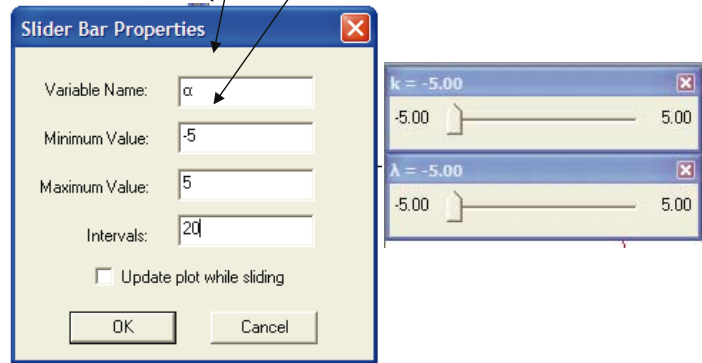 Slider Bar Properties
Variable Name: α
Minimum Value: -5
Maximum Value: 5
Intervals: 20
Update plot while sliding
OK Cancel
k = -5.00
-5.00 5.00
λ = -5.00
-5.00 5.00